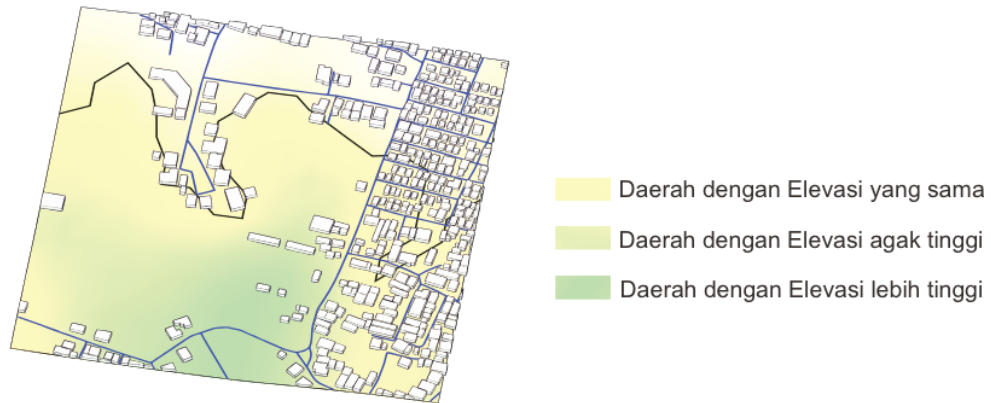 Daerah dengan Elevasi yang sama
Daerah dengan Elevasi agak tinggi
Daerah dengan Elevasi lebih tinggi